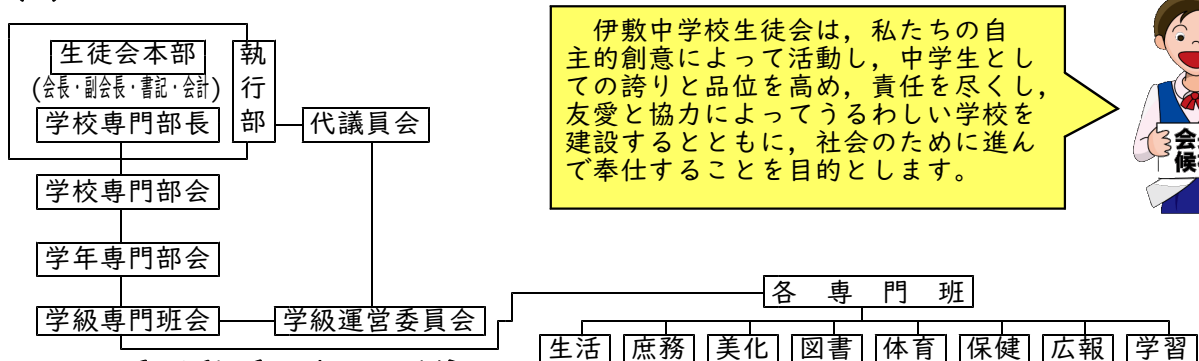 生徒会本部
(会長・副会長・書記・会計)
学校専門部長
執行部
代議員会
学校専門部会
学年専門部会
学級専門班会
学級運営委員会
伊敷中学校生徒会は，私たちの自
主的創意によって活動し，中学生とし
ての誇りと品位を高め，責任を尽くし，
友愛と協力によってうるわしい学校を
建設するとともに，社会のために進ん
で奉仕することを目的とします。
各専門班
生活
庶務
美化
図書
体育
保健
広報
学習